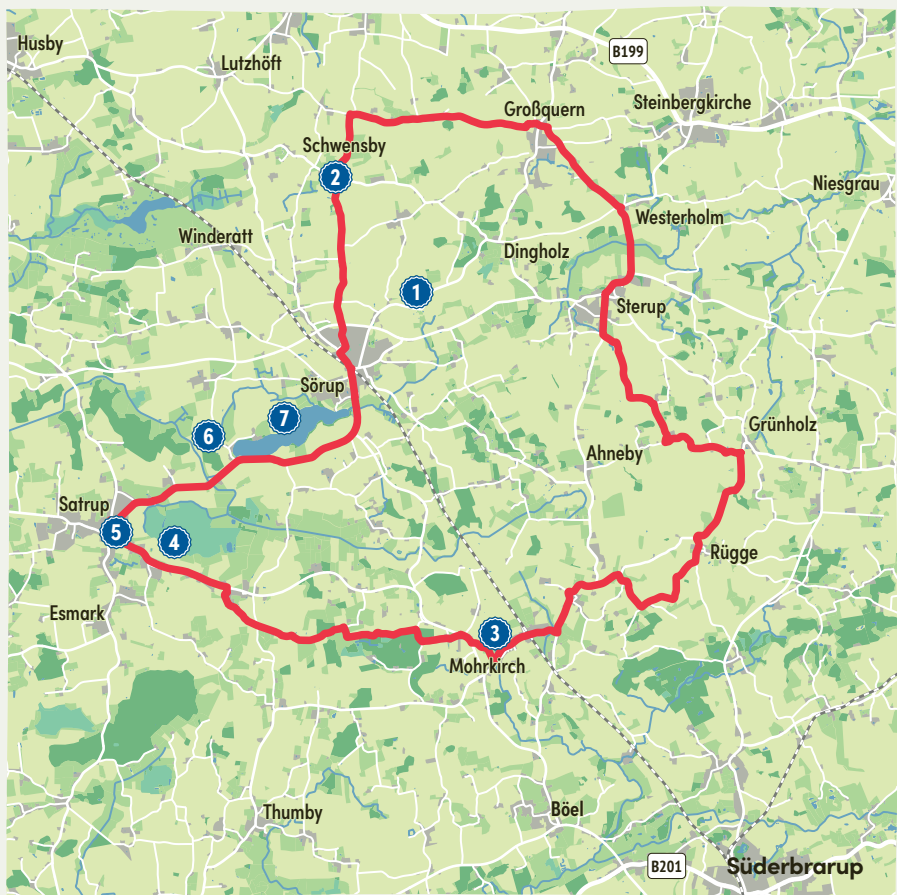 Husby
B199
Lutzhöft
Großquern
Steinbergkirche
Schwensby
2
Niesgrau
Westerholm
Winderatt
Dingholz
1
Sterup
Sörup
7
6
Grünholz
Ahneby
Satrup
5
4
Rügge
Esmark
3
Mohrkirch
Thumby
Böel
B201
Süderbrarup